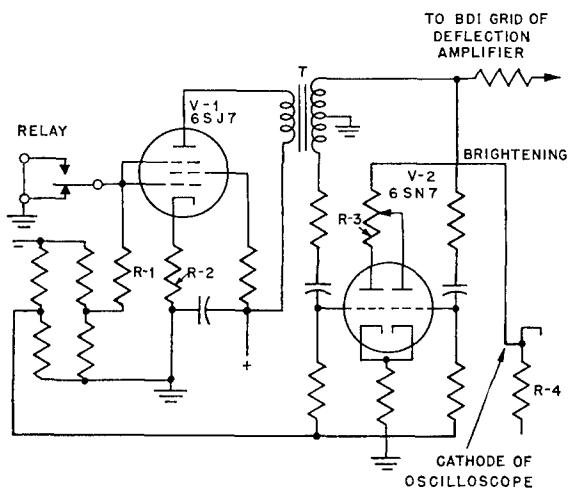 TO BDI GRID OF
DEFLECTION
AMPLIFIER
T
V-1
6SJ7
RELAY
BRIGHTENING
V-2
6SN7
R-3
R-1
R-2
+
R-4
CATHODE OF
OSCILLOSCOPE